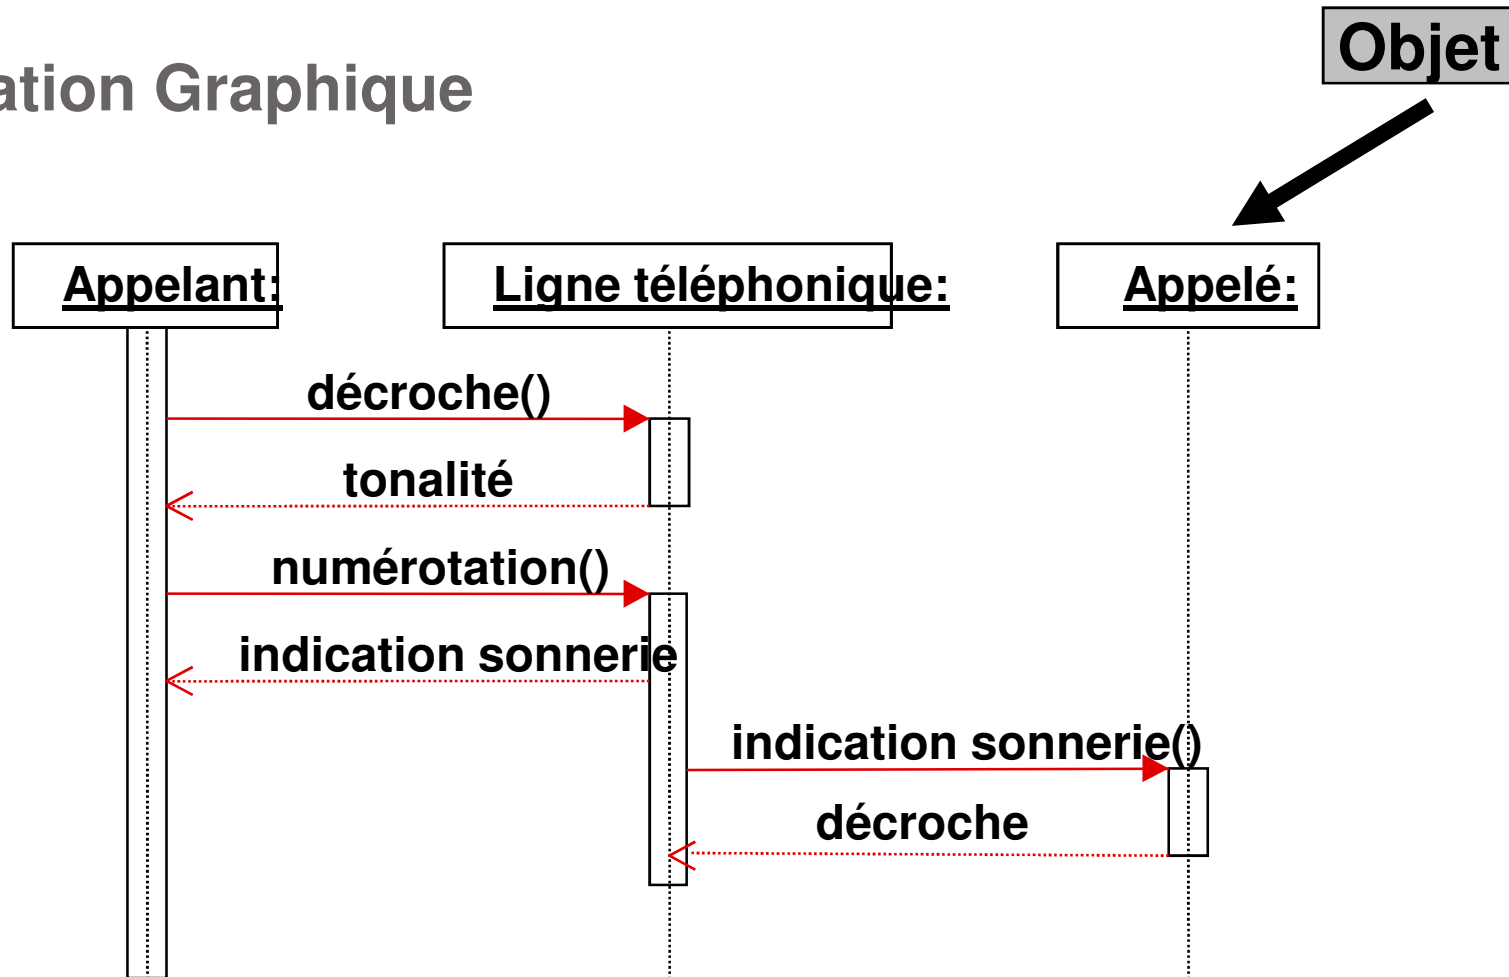 Objet
ation Graphique
Appelant:
Ligne téléphonique:
Appelé:
décroche()
tonalité
numérotation()
indication sonnerie
indication sonnerie()
décroche